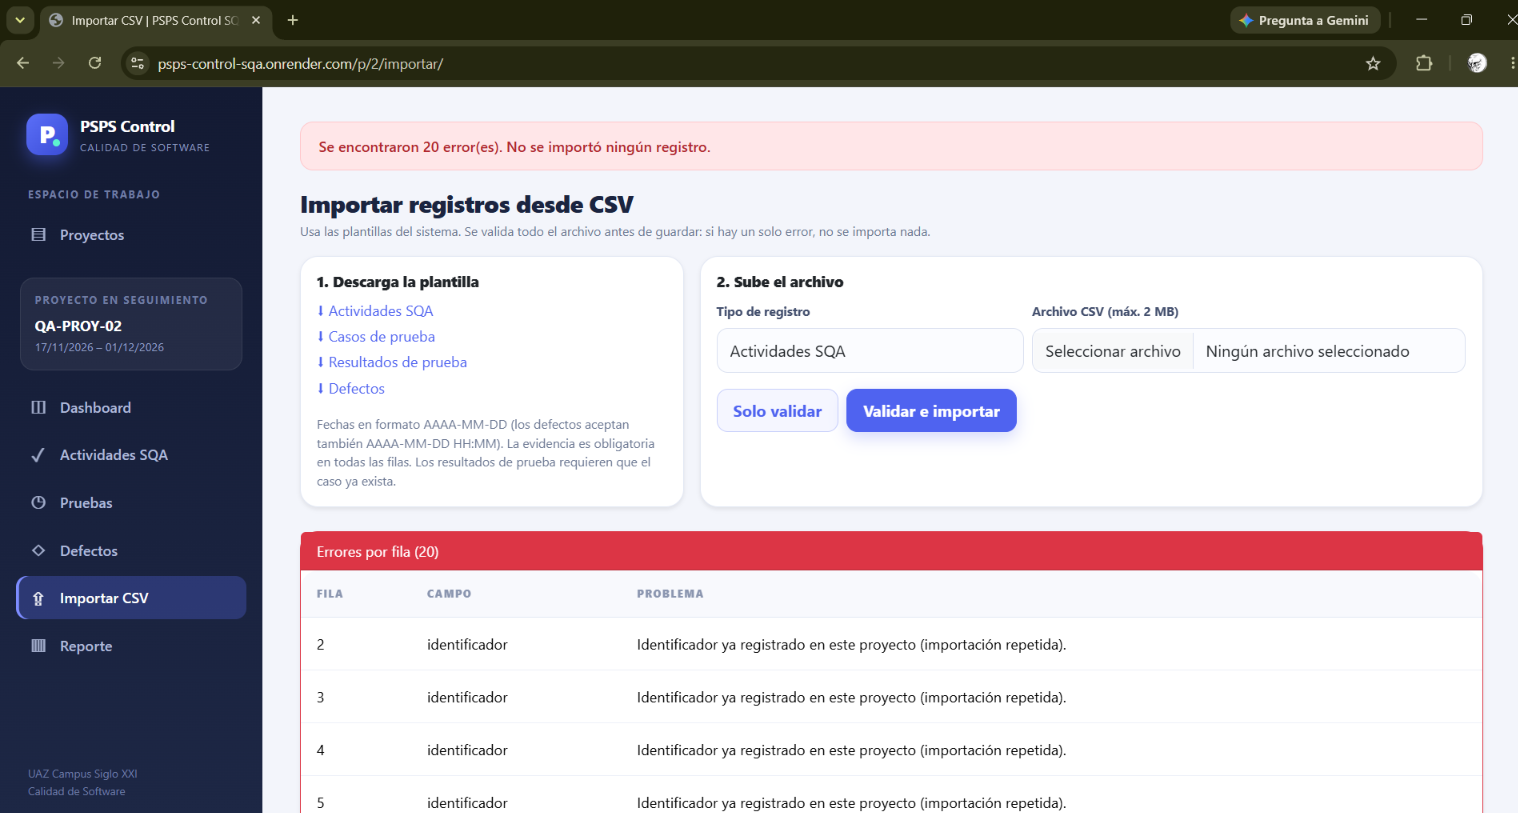 Importar CSV | PSPS Control SQ
Pregunta a Gemini
psps-control-sqa.onrender.com/p/2/importar/
P.
PSPS Control
CALIDAD DE SOFTWARE
ESPACIO DE TRABAJO
Proyectos
PROYECTO EN SEGUIMIENTO
QA-PROY-02
17/11/2026 – 01/12/2026
Dashboard
Actividades SQA
Pruebas
Defectos
Importar CSV
Reporte
UAZ Campus Siglo XXI
Calidad de Software
Se encontraron 20 error(es). No se importó ningún registro.
Importar registros desde CSV
Usa las plantillas del sistema. Se valida todo el archivo antes de guardar: si hay un solo error, no se importa nada.
1. Descarga la plantilla
⬇ Actividades SQA
⬇ Casos de prueba
⬇ Resultados de prueba
⬇ Defectos
Fechas en formato AAAA-MM-DD (los defectos aceptan
también AAAA-MM-DD HH:MM). La evidencia es obligatoria
en todas las filas. Los resultados de prueba requieren que el
caso ya exista.
2. Sube el archivo
Tipo de registro
Actividades SQA
Archivo CSV (máx. 2 MB)
Seleccionar archivo Ningún archivo seleccionado
Solo validar
Validar e importar
Errores por fila (20)
FILA CAMPO PROBLEMA
2 identificador Identificador ya registrado en este proyecto (importación repetida).
3 identificador Identificador ya registrado en este proyecto (importación repetida).
4 identificador Identificador ya registrado en este proyecto (importación repetida).
5 identificador Identificador ya registrado en este proyecto (importación repetida).